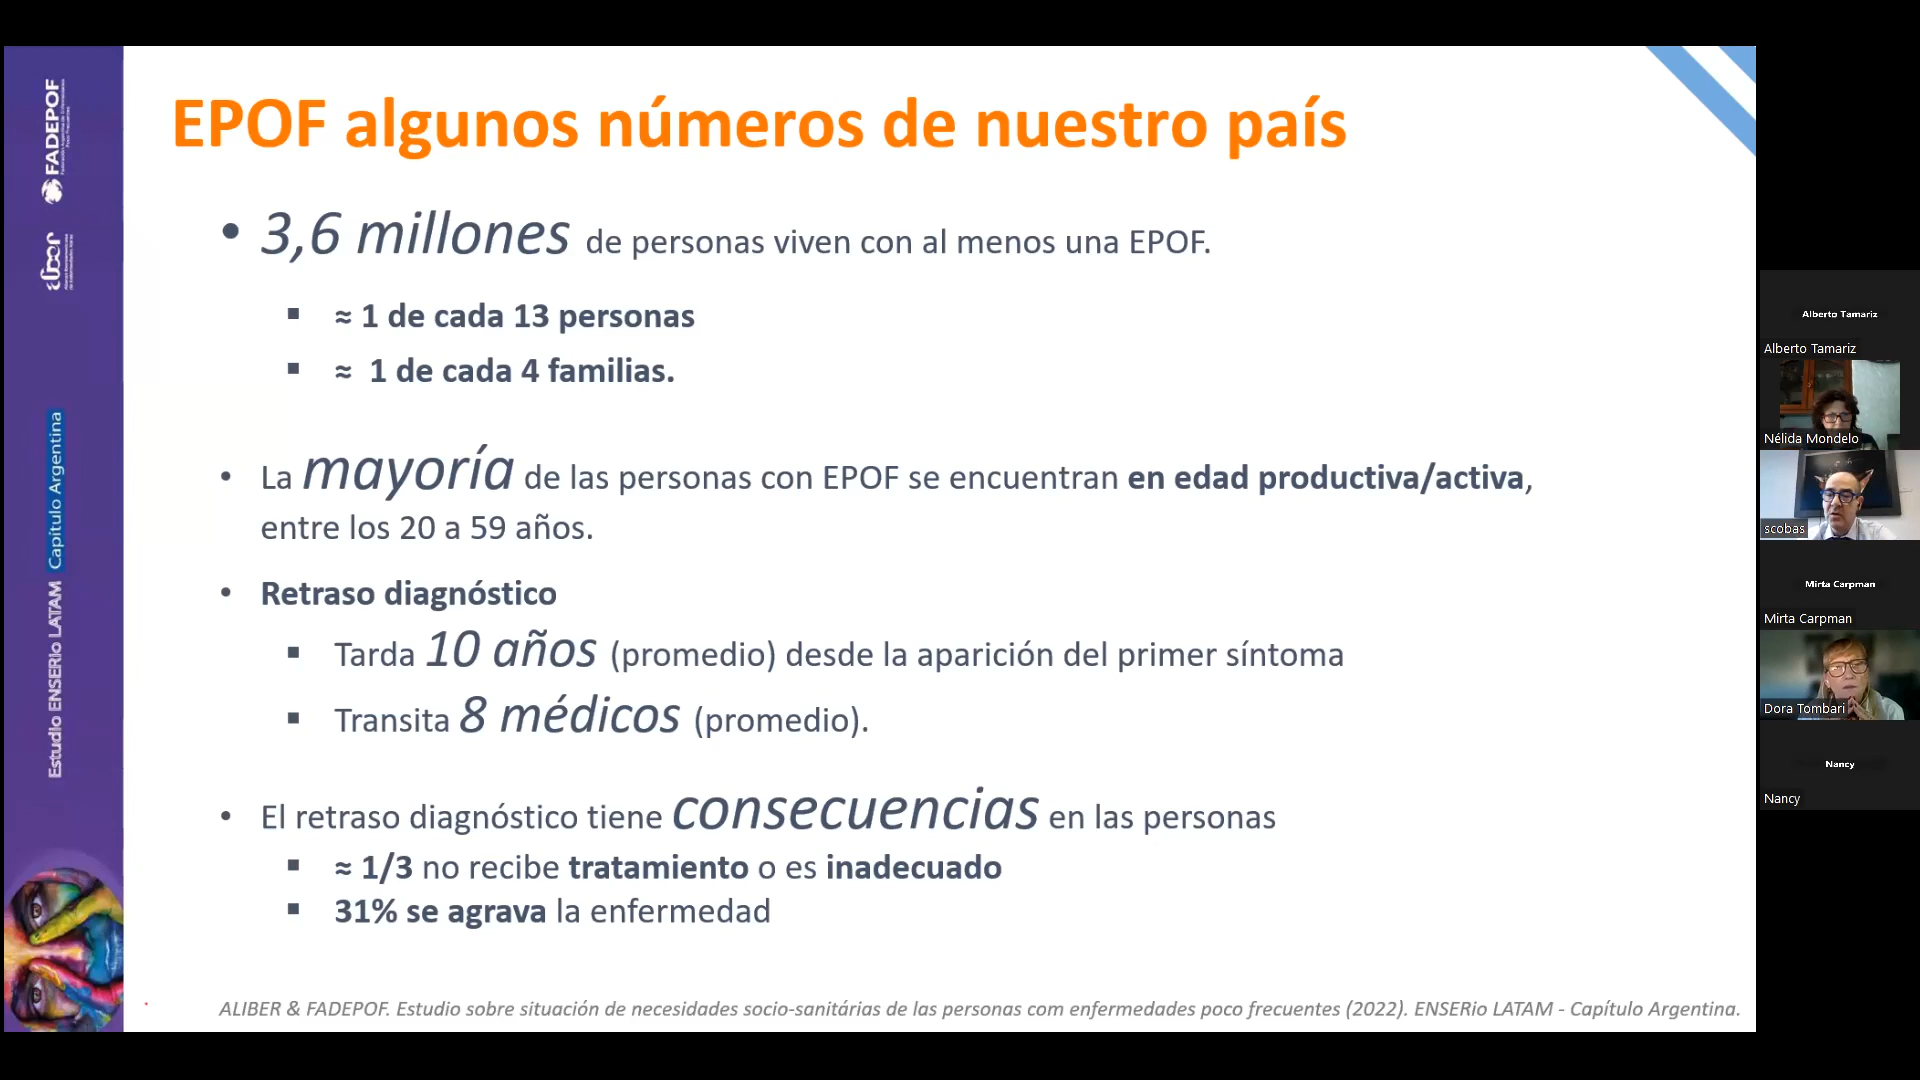 EPOF algunos números de nuestro país
• 3,6 millones de personas viven con al menos una EPOF.
▪ ≈ 1 de cada 13 personas
▪ ≈ 1 de cada 4 familias.
• La mayoría de las personas con EPOF se encuentran en edad productiva/activa,
entre los 20 a 59 años.
• Retraso diagnóstico
▪ Tarda 10 años (promedio) desde la aparición del primer síntoma
▪ Transita 8 médicos (promedio).
• El retraso diagnóstico tiene consecuencias en las personas
▪ ≈ 1/3 no recibe tratamiento o es inadecuado
▪ 31% se agrava la enfermedad
ALIBER & FADEPOF. Estudio sobre situación de necesidades socio-sanitárias de las personas com enfermedades poco frecuentes (2022). ENSERio LATAM - Capítulo Argentina.
FADEPOF
Estudio ENSERio LATAM Capítulo Argentina
Alberto Tamariz
Alberto Tamariz
Nélida Mondelo
scobas
Mirta Carpman
Mirta Carpman
Dora Tombari
Nancy
Nancy